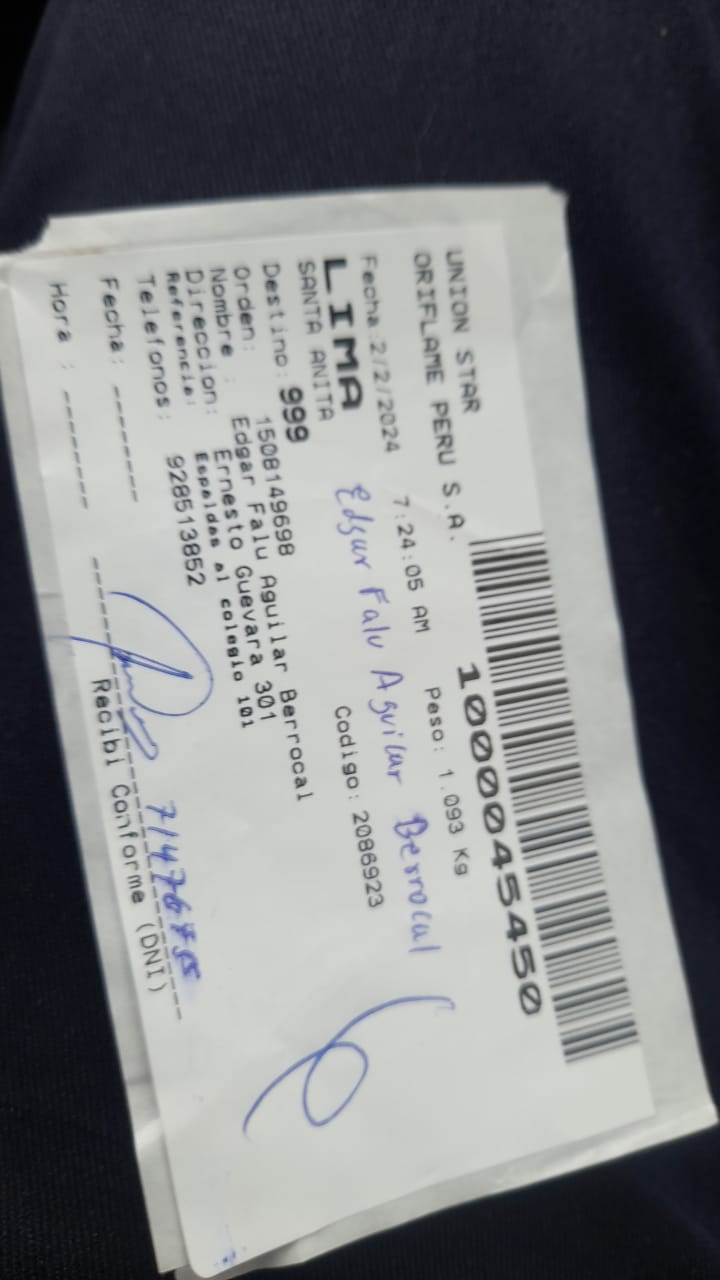 UNION STAR
ORIFLAME PERU S.A.
1000045450
Fecha 2/2/2024 7:24:05 AM Peso: 1.093 Kg
LIMA
SANTA ANITA
Edgar Falu Aguilar Berrocal
Codigo: 2086923
Destino: 999
Orden: 1508149698
Nombre : Edgar Falu Aguilar Berrocal
Direccion: Ernesto Guevara 301
Referencia: Espaldas al colegio 101
Telefonos: 928513852
Fecha: --------
Hora : --------
Recibi Conforme (DNI)